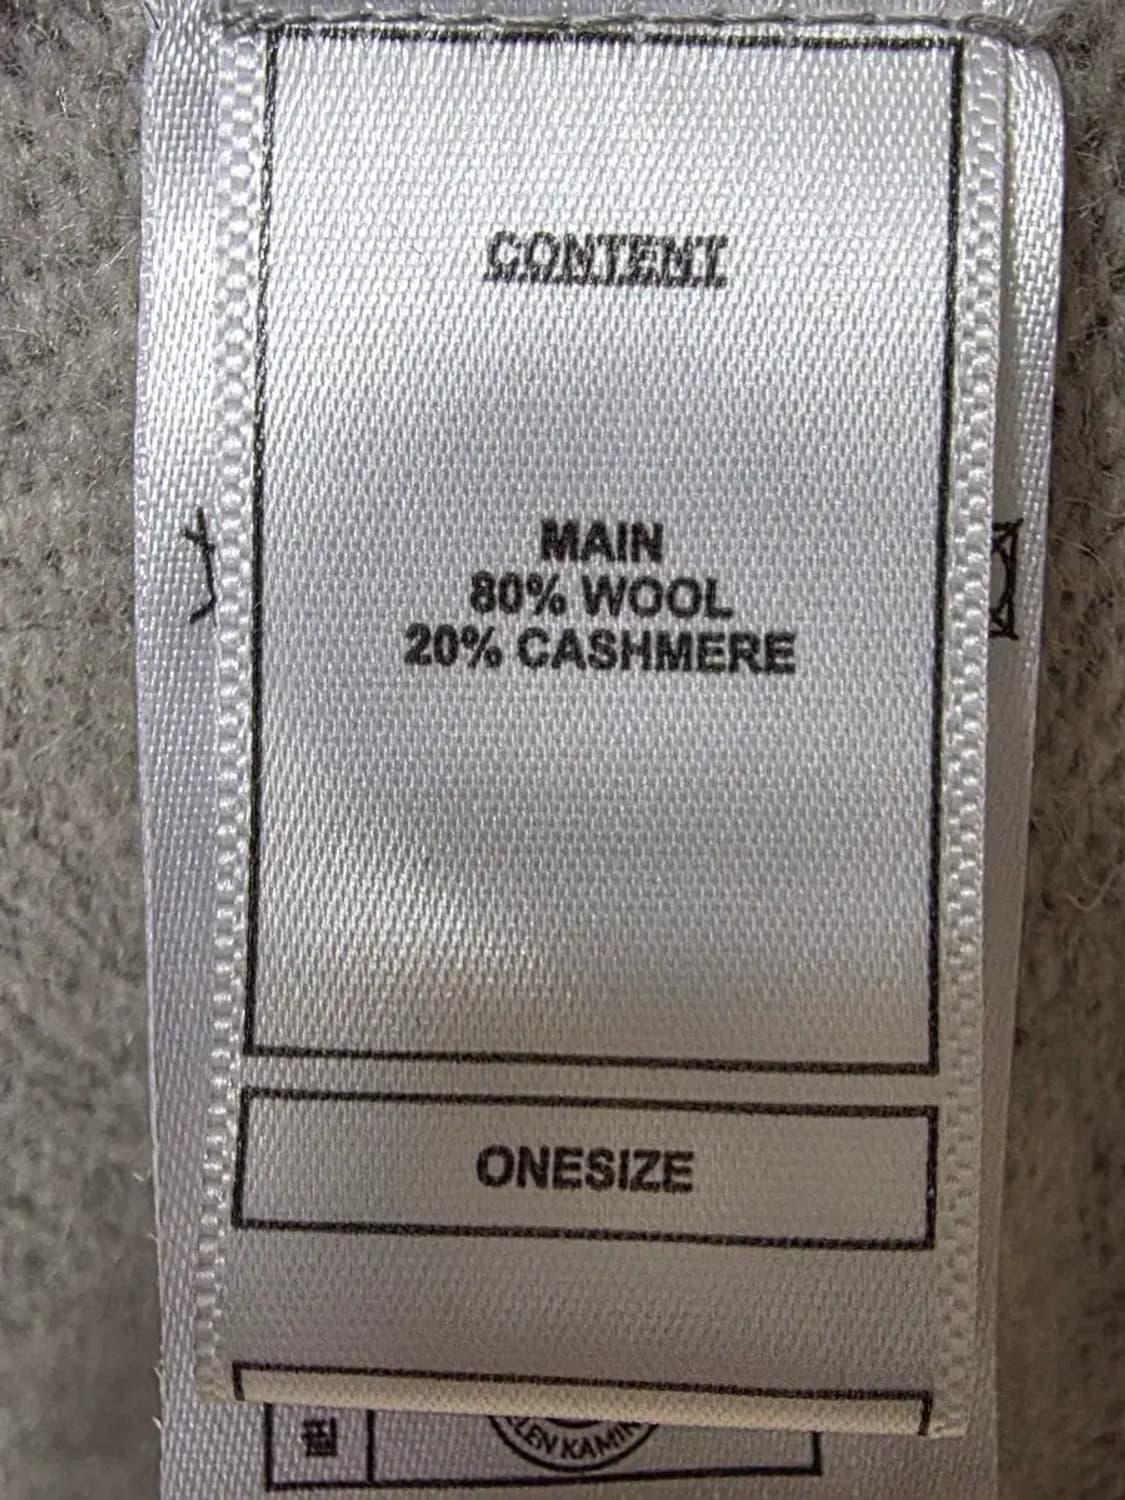 CONTENT
MAIN
80% WOOL
20% CASHMERE
ONESIZE